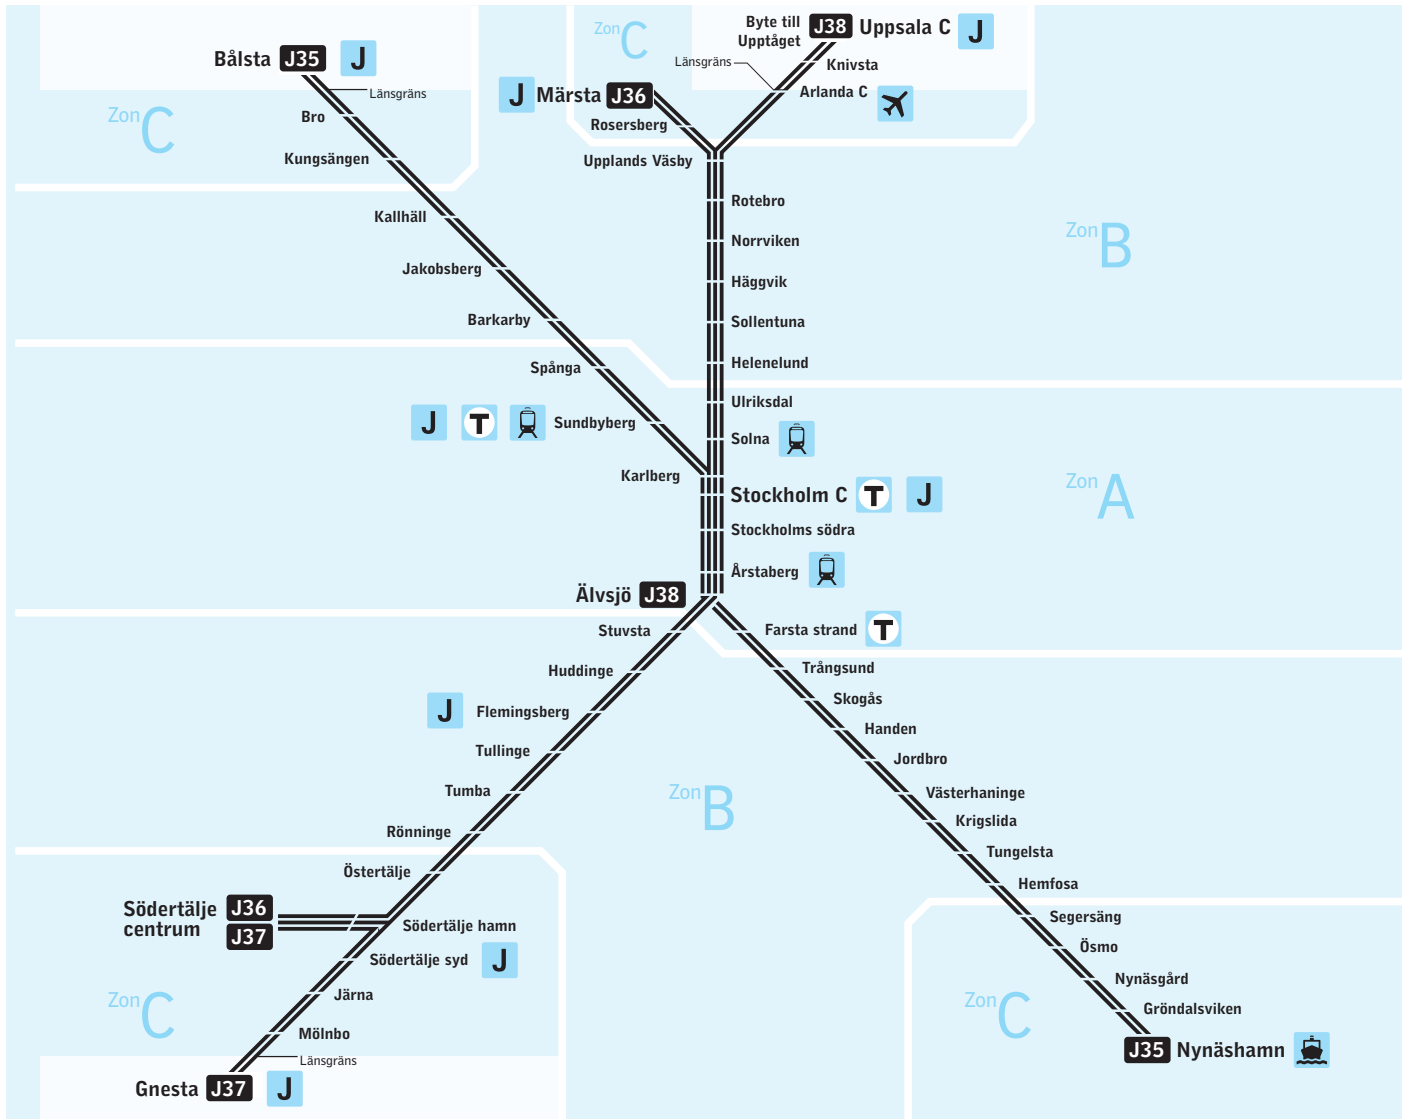 Zon C
Byte till
Upptåget
J38 Uppsala C J
Bålsta J35 J
Länsgräns
Knivsta
Länsgräns
Arlanda C
J Märsta J36
Zon C
Bro
Rosersberg
Kungsängen
Upplands Väsby
Rotebro
Kallhäll
Zon B
Norrviken
Jakobsberg
Häggvik
Barkarby
Sollentuna
Spånga
Helenelund
Ulriksdal
J T Sundbyberg
Solna
Karlberg
Zon A
Stockholm C T J
Stockholms södra
Årstaberg
Älvsjö J38
Stuvsta
Farsta strand T
Huddinge
Trångsund
Skogås
J Flemingsberg
Handen
Tullinge
Jordbro
Tumba
Västerhaninge
Zon B
Krigslida
Rönninge
Tungelsta
Östertälje
Hemfosa
Södertälje J36
centrum J37
Segersäng
Södertälje hamn
Ösmo
Södertälje syd J
Nynäsgård
Järna
Zon C
Zon C
Gröndalsviken
Mölnbo
J35 Nynäshamn
Länsgräns
Gnesta J37 J